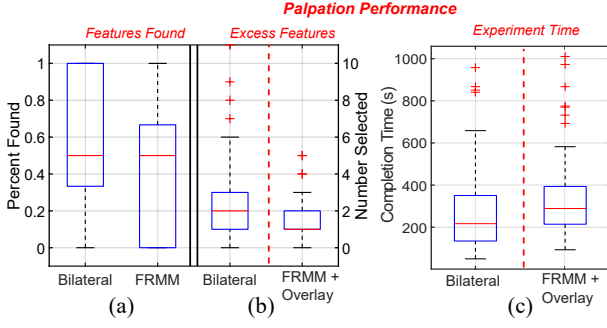 Palpation Performance
Features Found
Excess Features
Experiment Time
Percent Found
1
0.8
0.6
0.4
0.2
0
Bilateral
FRMM
(a)
10
8
6
4
2
0
Number Selected
Bilateral
FRMM +
Overlay
(b)
Completion Time (s)
1000
800
600
400
200
Bilateral
FRMM +
Overlay
(c)